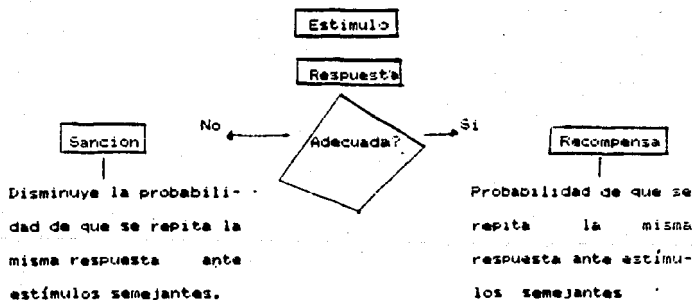 Estimulo
Respuesta
Adecuada?
No
Si
Sancion
Disminuye la probabili-
dad de que se repita la
misma respuesta ante
estímulos semejantes.
Recompensa
Probabilidad de que se
repita la misma
respuesta ante estímu-
los semejantes